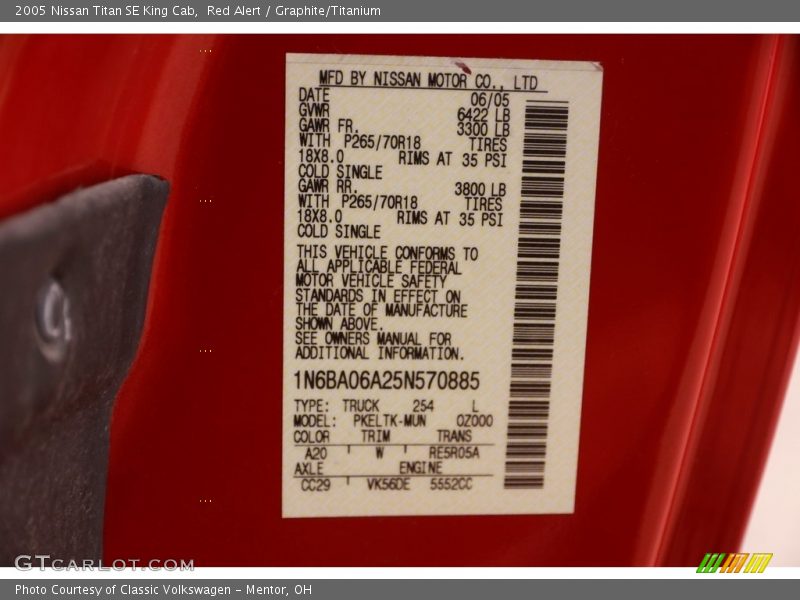 2005 Nissan Titan SE King Cab, Red Alert / Graphite/Titanium
MFD BY NISSAN MOTOR CO., LTD
DATE 06/05
GVWR 6422 LB
GAWR FR. 3300 LB
WITH P265/70R18 TIRES
18X8.0 RIMS AT 35 PSI
COLD SINGLE
GAWR RR. 3800 LB
WITH P265/70R18 TIRES
18X8.0 RIMS AT 35 PSI
COLD SINGLE
THIS VEHICLE CONFORMS TO
ALL APPLICABLE FEDERAL
MOTOR VEHICLE SAFETY
STANDARDS IN EFFECT ON
THE DATE OF MANUFACTURE
SHOWN ABOVE.
SEE OWNERS MANUAL FOR
ADDITIONAL INFORMATION.
1N6BA06A25N570885
TYPE: TRUCK 254 L
MODEL: PKELTK-MUN 0Z000
COLOR TRIM TRANS
A20 W RE5R05A
AXLE ENGINE
CC29 VK56DE 5552CC
GTCARLOT.COM
Photo Courtesy of Classic Volkswagen - Mentor, OH